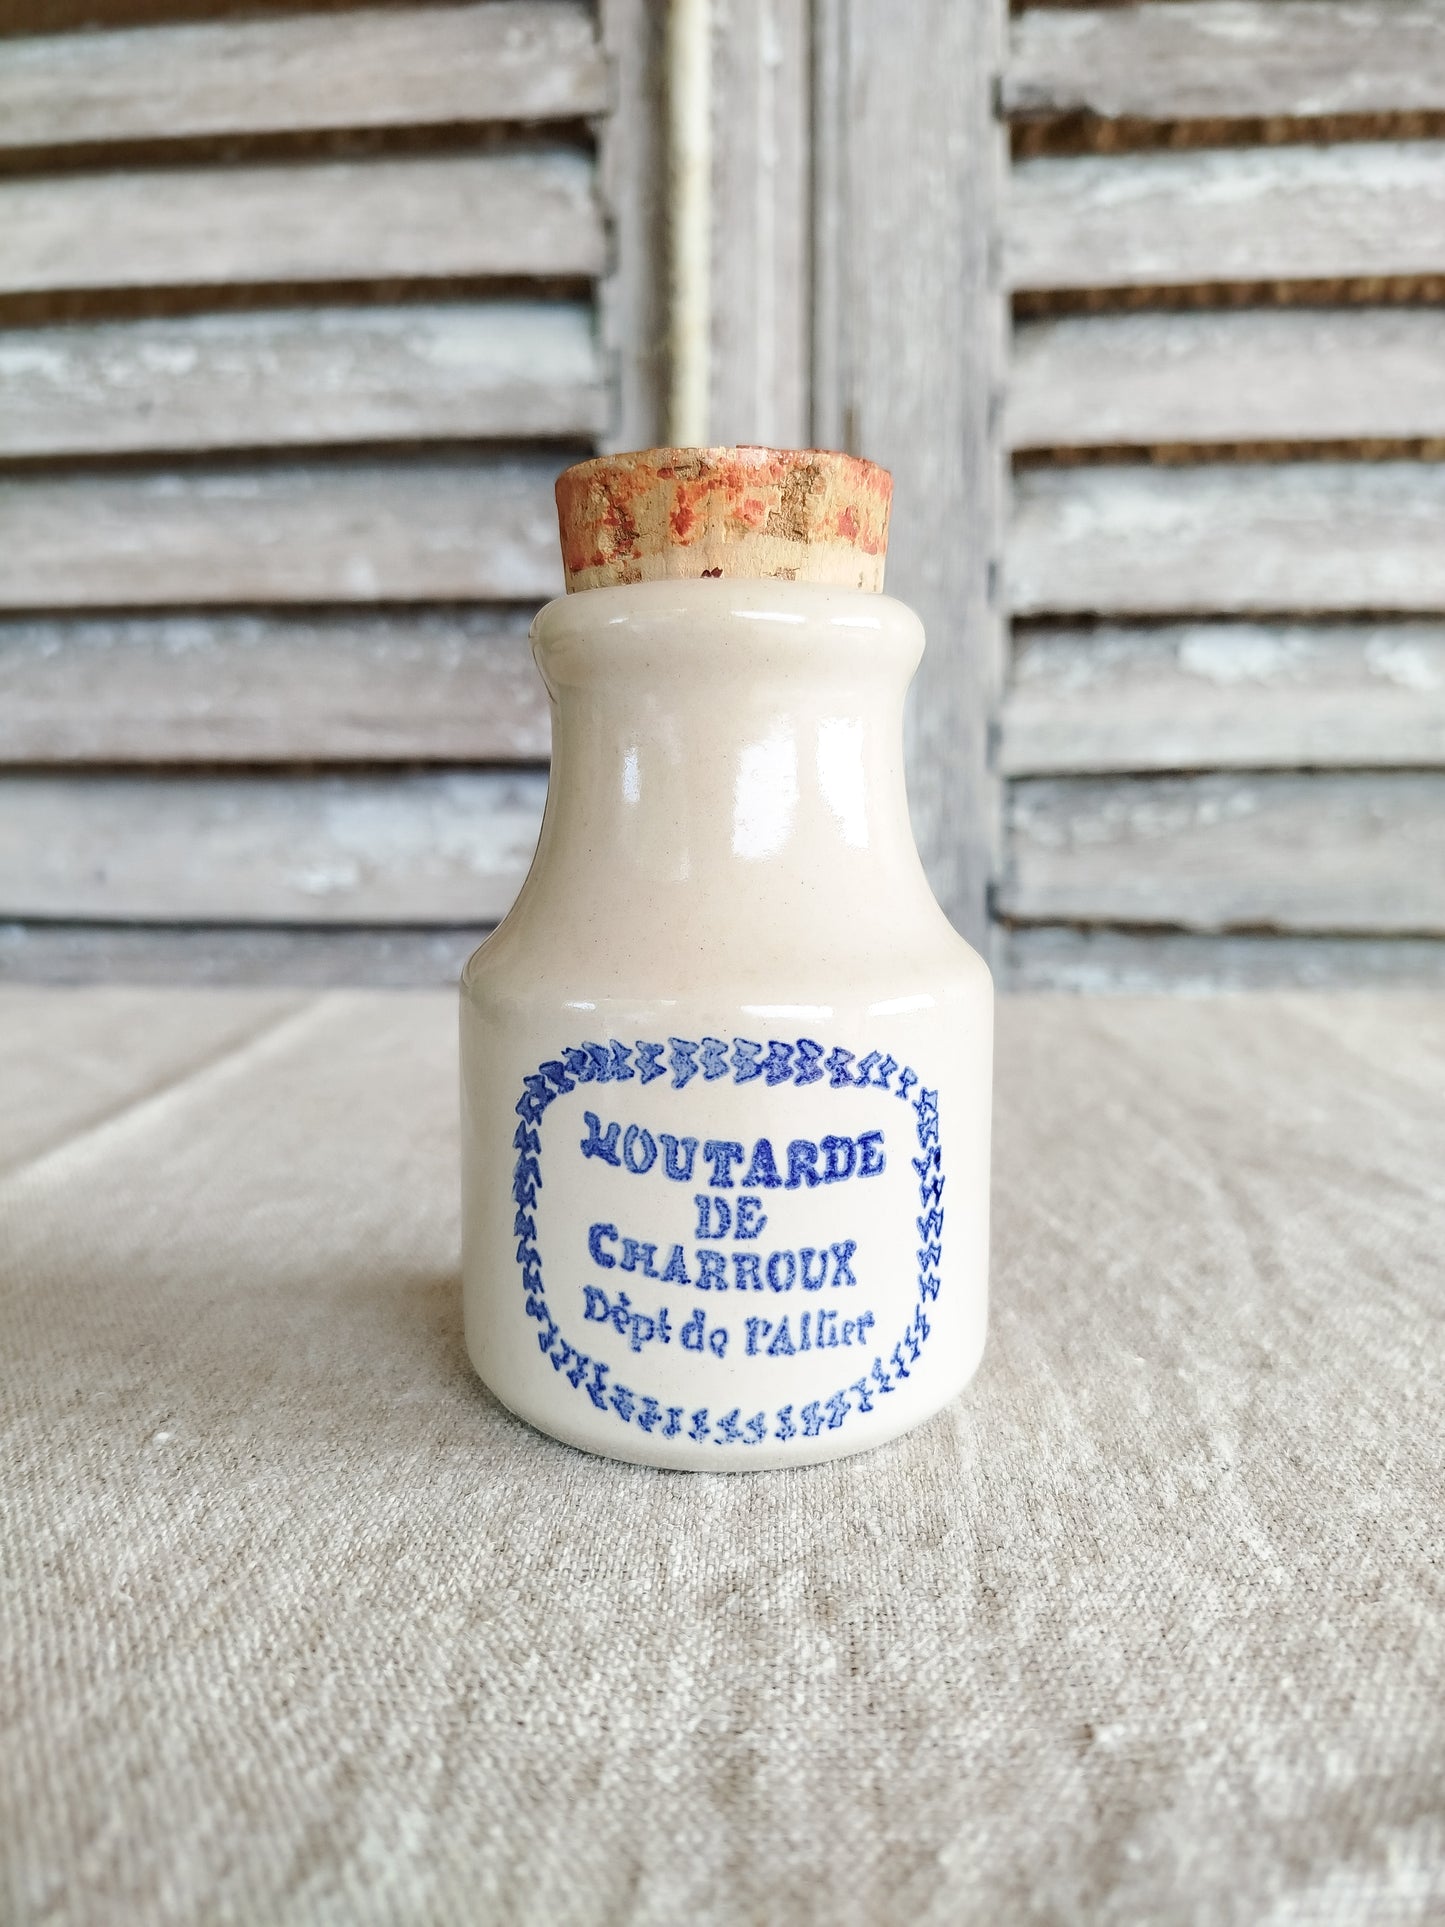 MOUTARDE
DE
CHARROUX
Dépt de l'Allier